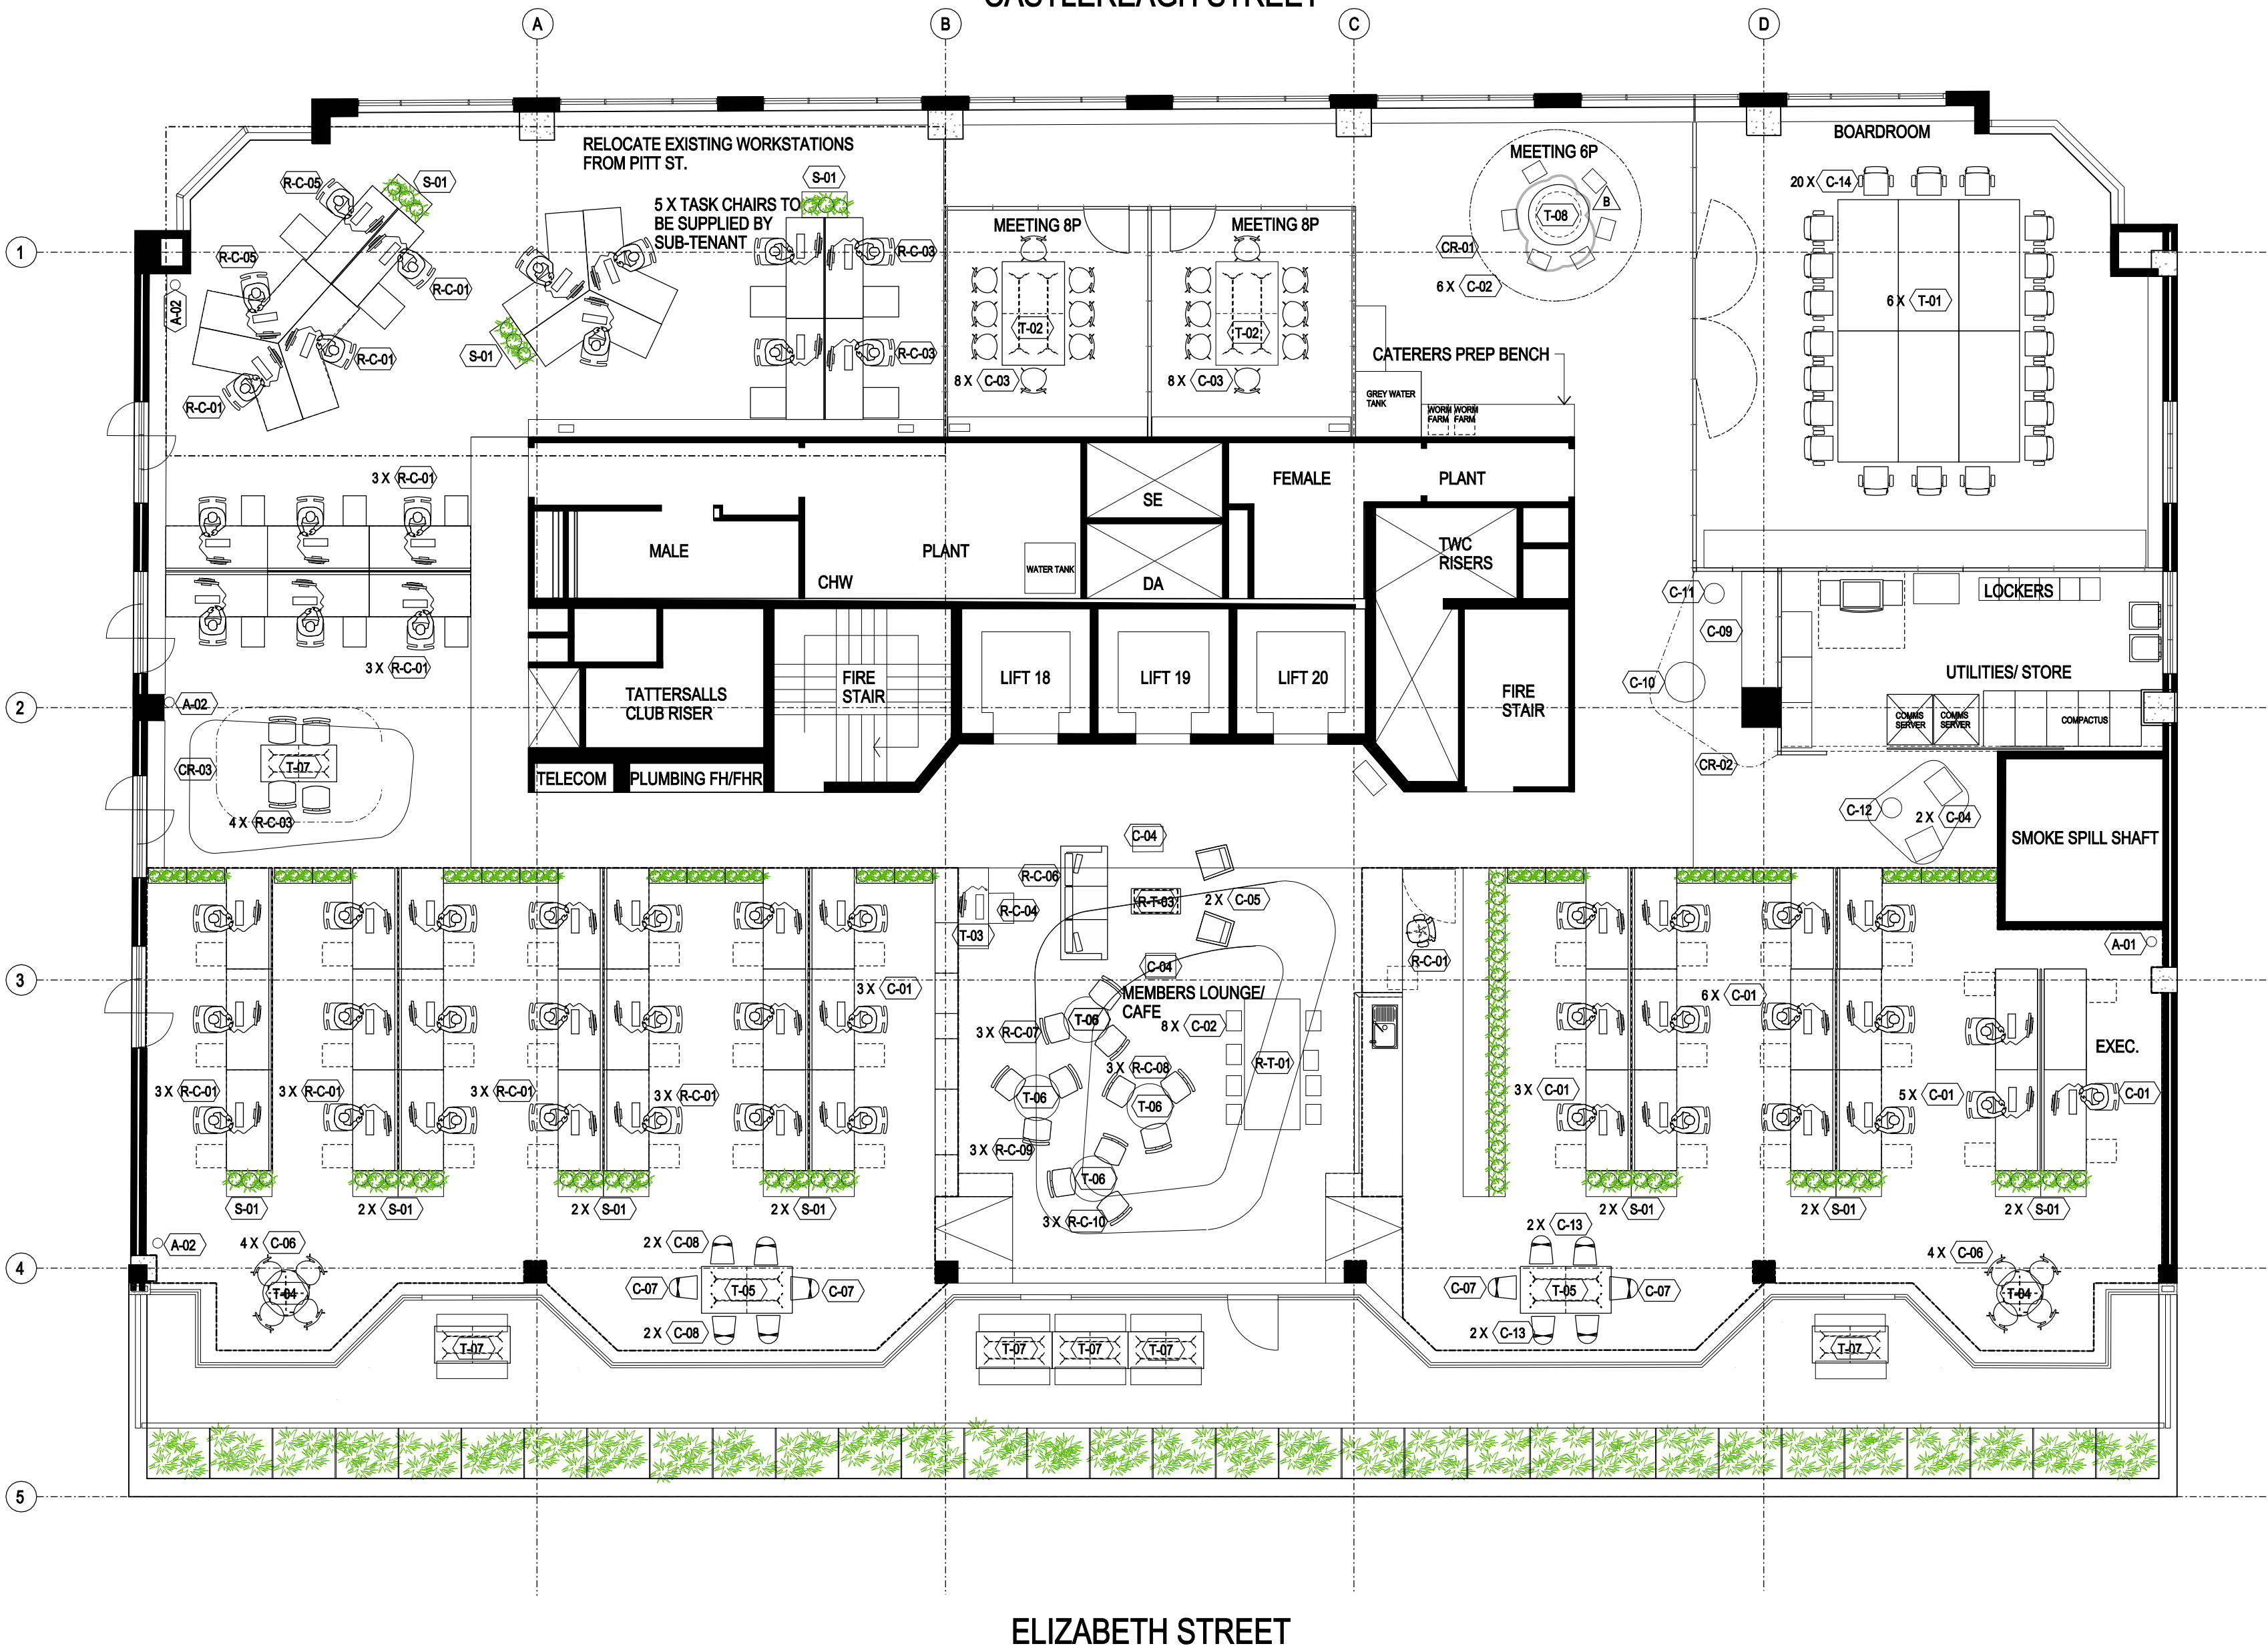 CASTLEREAGH STREET
A
B
C
D
BOARDROOM
RELOCATE EXISTING WORKSTATIONS
FROM PITT ST.
MEETING 6P
R-C-05
S-01
S-01
20 X C-14
5 X TASK CHAIRS TO
BE SUPPLIED BY
SUB-TENANT
B
T-08
MEETING 8P
MEETING 8P
1
R-C-05
R-C-03
CR-01
R-C-01
6 X C-02
6 X T-01
A-02
T-02
T-02
S-01
R-C-03
R-C-01
CATERERS PREP BENCH
8 X C-03
8 X C-03
R-C-01
GREY WATER
TANK
WORM
FARM
WORM
FARM
3 X R-C-01
FEMALE
PLANT
SE
MALE
PLANT
TWC
RISERS
WATER TANK
CHW
DA
C-11
LOCKERS
C-09
3 X R-C-01
UTILITIES/ STORE
FIRE
STAIR
LIFT 18
LIFT 19
LIFT 20
C-10
TATTERSALLS
CLUB RISER
FIRE
STAIR
2
A-02
COMMS
SERVER
COMMS
SERVER
COMPACTUS
CR-03
T-07
TELECOM
PLUMBING FH/FHR
CR-02
4 X R-C-03
C-12
2 X C-04
C-04
SMOKE SPILL SHAFT
R-C-06
R-T-03
2 X C-05
R-C-04
T-03
A-01
R-C-01
C-04
3
3 X C-01
MEMBERS LOUNGE/
CAFE
6 X C-01
T-06
3 X R-C-07
8 X C-02
EXEC.
3 X R-C-08
R-T-01
3 X R-C-01
3 X R-C-01
3 X R-C-01
3 X R-C-01
T-06
T-06
3 X C-01
5 X C-01
C-01
3 X R-C-09
T-06
S-01
2 X S-01
2 X S-01
2 X S-01
2 X S-01
2 X S-01
2 X S-01
3 X R-C-10
A-02
4 X C-06
2 X C-08
2 X C-13
4 X C-06
4
T-04
C-07
T-05
C-07
C-07
T-05
C-07
T-04
2 X C-08
2 X C-13
T-07
T-07
T-07
T-07
T-07
5
ELIZABETH STREET